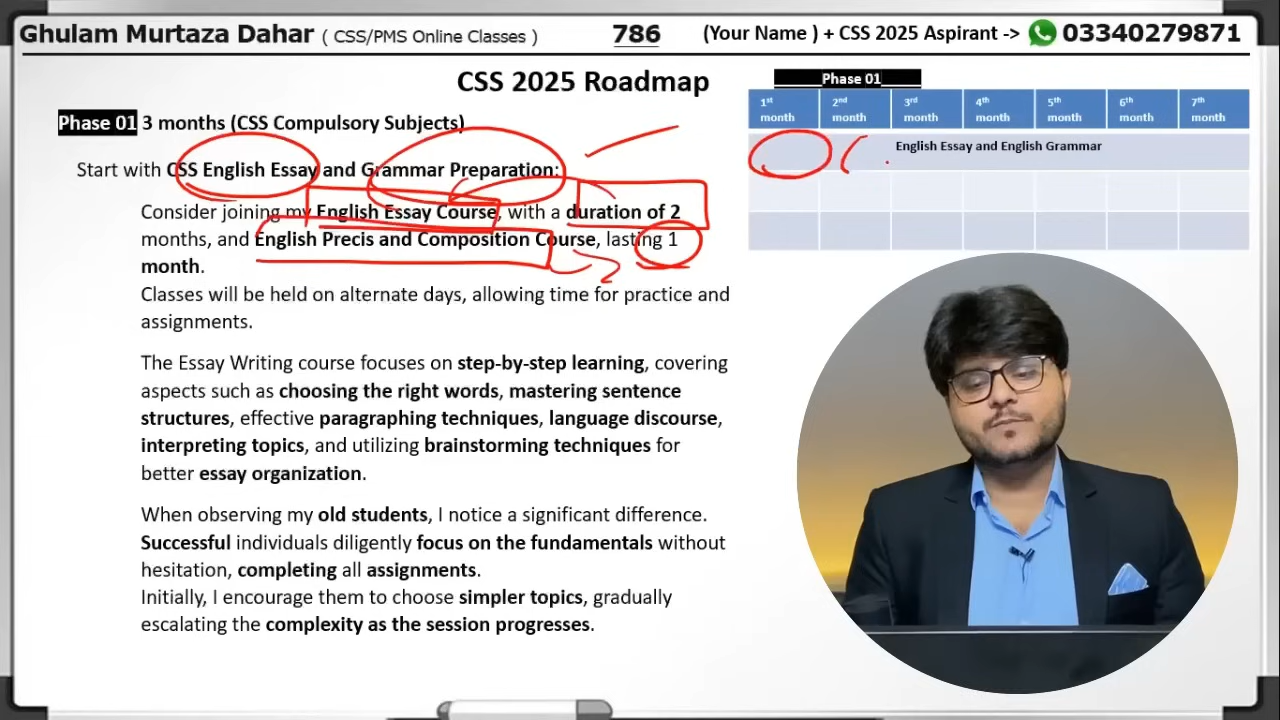 Ghulam Murtaza Dahar ( CSS/PMS Online Classes ) 786 (Your Name ) + CSS 2025 Aspirant -> 03340279871
CSS 2025 Roadmap
Phase 01 3 months (CSS Compulsory Subjects)
Start with CSS English Essay and Grammar Preparation:
Consider joining my English Essay Course, with a duration of 2
months, and English Precis and Composition Course, lasting 1
month.
Classes will be held on alternate days, allowing time for practice and
assignments.
The Essay Writing course focuses on step-by-step learning, covering
aspects such as choosing the right words, mastering sentence
structures, effective paragraphing techniques, language discourse,
interpreting topics, and utilizing brainstorming techniques for
better essay organization.
When observing my old students, I notice a significant difference.
Successful individuals diligently focus on the fundamentals without
hesitation, completing all assignments.
Initially, I encourage them to choose simpler topics, gradually
escalating the complexity as the session progresses.
Phase 01
1st month 2nd month 3rd month 4th month 5th month 6th month 7th month
English Essay and English Grammar